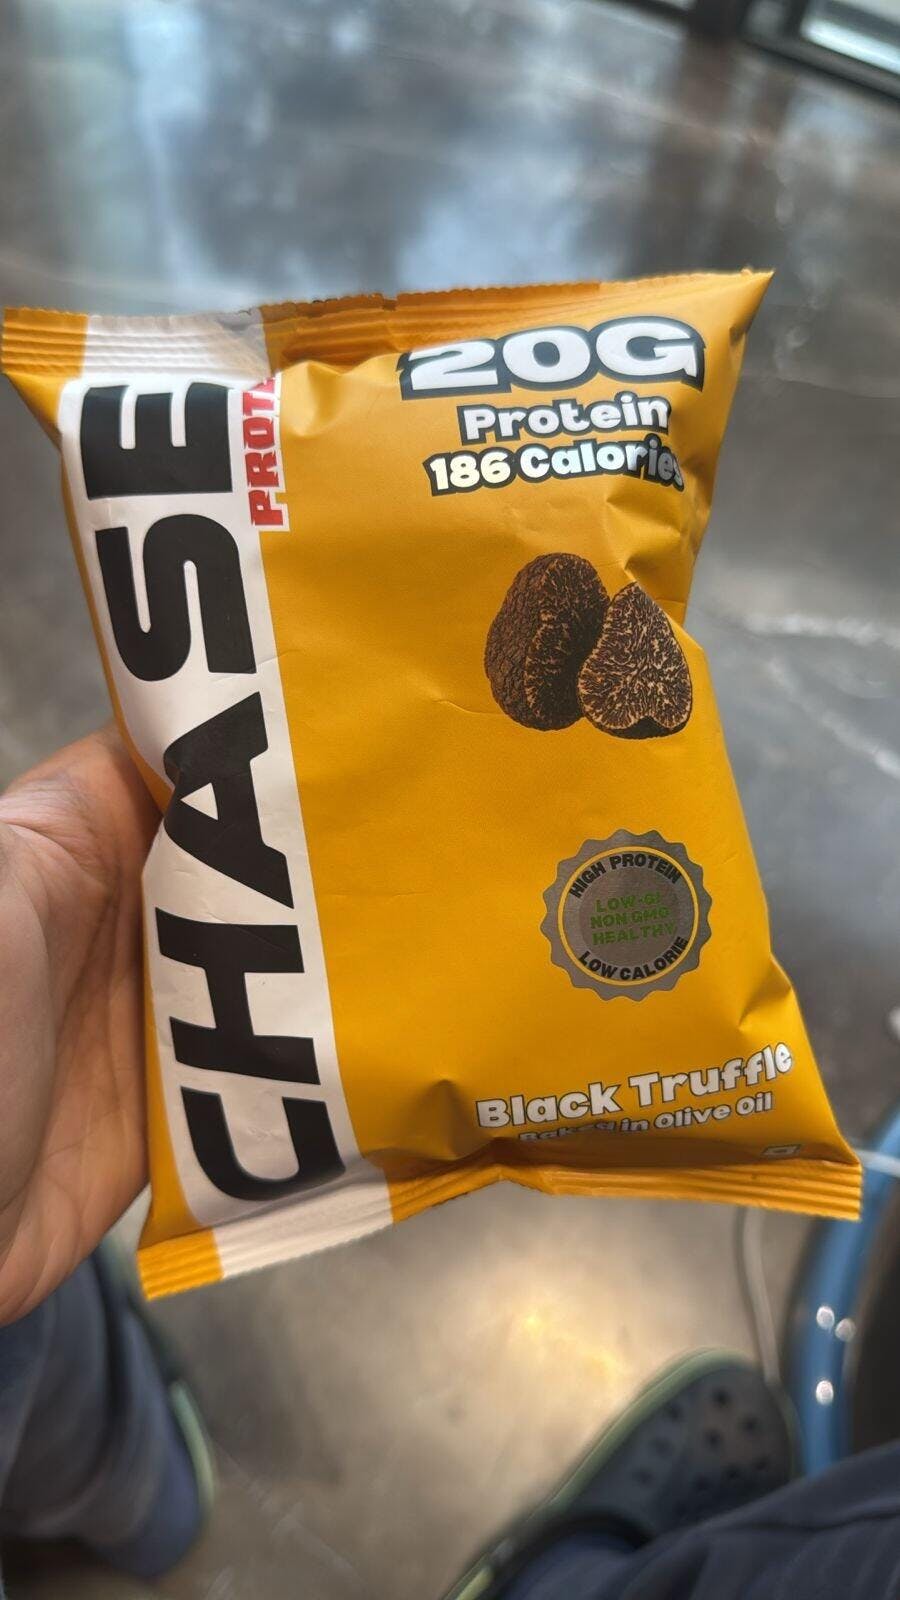 CHASE
20G
Protein
186 Calories
HIGH PROTEIN
LOW-GI
NON GMO
HEALTHY
LOW CALORIE
Black Truffle
Baked in Olive Oil